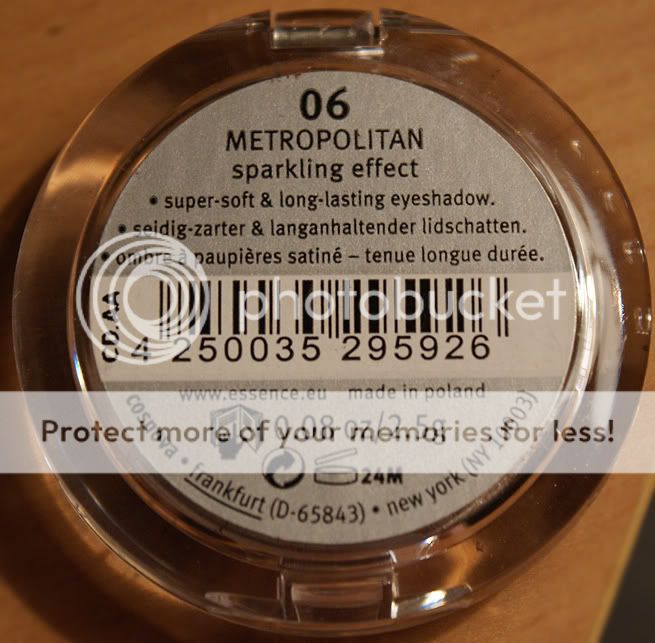 06
METROPOLITAN
sparkling effect
• super-soft & long-lasting eyeshadow.
• seidig-zarter & langanhaltender lidschatten.
• ombre à paupières satiné – tenue longue durée.
CD.AA
4 250035 295926
photobucket
www.essence.eu made in poland
Protect more of your memories for less!
0.08 oz/2.5g
24M
cosnova • frankfurt (D-65843) • new york (NY 10003)